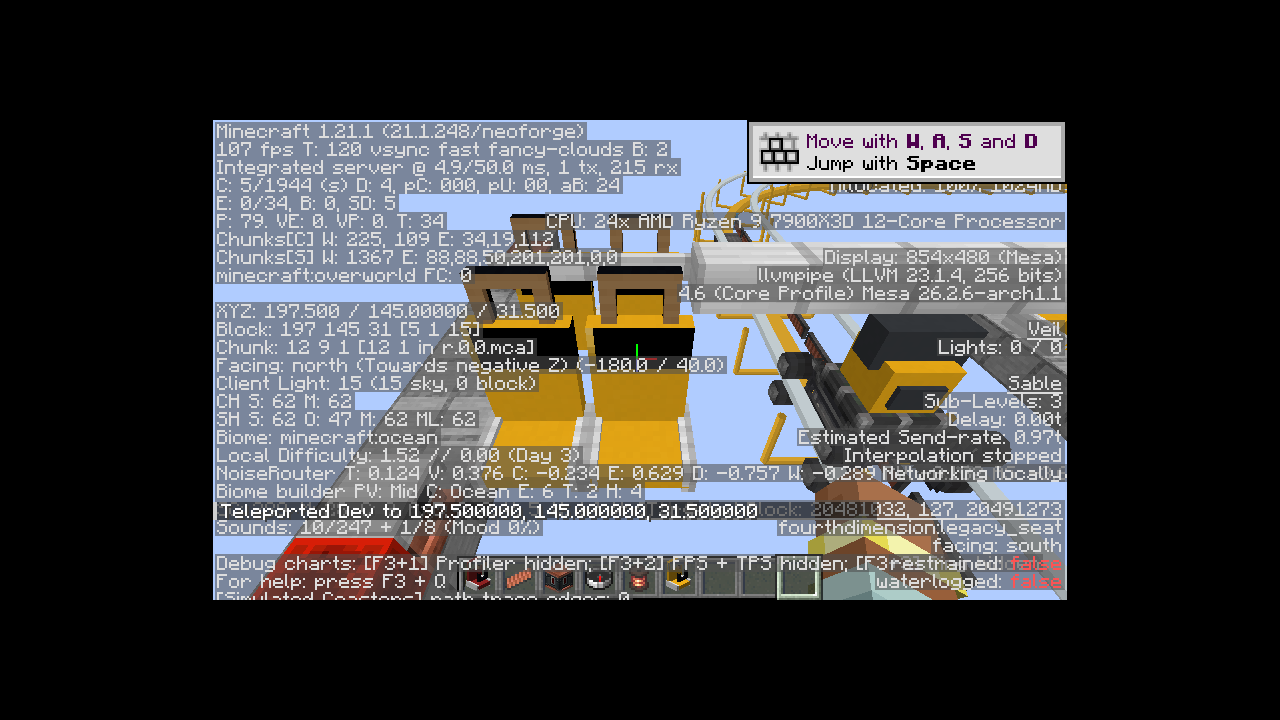 Minecraft 1.21.1 (21.1.248/neoforge)
107 fps T: 120 vsync fast fancy-clouds B: 2
Integrated server @ 4.9/50.0 ms, 1 tx, 215 rx
C: 5/1944 (s) D: 4, pC: 000, pU: 00, aB: 24
E: 0/34, B: 0, SD: 5
P: 79. VE: 0. VP: 0. T: 34
Chunks[C] W: 225, 109 E: 34,19,112
Chunks[S] W: 1367 E: 88,88,50,201,201,0,0
minecraft:overworld FC: 0
XYZ: 197.500 / 145.00000 / 31.500
Block: 197 145 31 [5 1 15]
Chunk: 12 9 1 [12 1 in r.0.0.mca]
Facing: north (Towards negative Z) (-180.0 / 40.0)
Client Light: 15 (15 sky, 0 block)
CH S: 62 M: 62
SH S: 62 O: 47 M: 62 ML: 62
Biome: minecraft:ocean
Local Difficulty: 1.52 // 0.00 (Day 3)
NoiseRouter T: 0.124 V: 0.376 C: -0.234 E: 0.629 D: -0.757 W: -0.289
Biome builder PV: Mid C: Ocean E: 6 T: 2 H: 4
Teleported Dev to 197.500000, 145.000000, 31.500000
Sounds: 10/247 + 1/8 (Mood 0%)
Debug charts: [F3+1] Profiler hidden; [F3+2] FPS + TPS hidden; [F3
For help: press F3 + Q
Move with W, A, S and D
Jump with Space
CPU: 24x AMD Ryzen 9 7900X3D 12-Core Processor
Display: 854x480 (Mesa)
llvmpipe (LLVM 23.1.4, 256 bits)
4.6 (Core Profile) Mesa 26.2.6-arch1.1
Veil
Lights: 0 / 0
Sable
Sub-Levels: 3
Delay: 0.00t
Estimated Send-rate: 0.97t
Interpolation stopped
Networking locally
lock: 20481032, 127, 20491273
fourthdimension:legacy_seat
facing: south
restrained: false
waterlogged: false